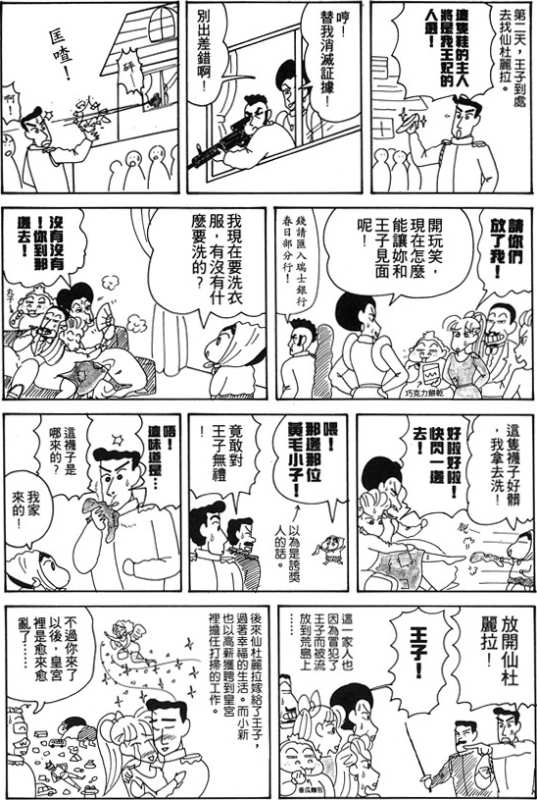 第二天，王子到處
去找仙杜麗拉。
這隻鞋的主人
將是我王妃的
人選！
哼！
替我消滅証據！
別出差錯啊！
砰！
匡喳！
啊！
請你們
放了我！
開玩笑，
現在怎麼
能讓妳和
王子見面
呢！
巧克力餅乾
錢請匯入瑞士銀行
春日部分行！
我現在要洗衣
服，有沒有什
麼要洗的？
沒有沒有
！你到那
邊去！
這隻襪子好髒
，我拿去洗！
好啦好啦！
快閃一邊
去！
喂！
那邊那位
黃毛小子！
以為是誇獎
人的話。
竟敢對
王子無禮
！
唔！
這味道是…
這襪子是
哪來的？
我家
來的！
放開仙杜
麗拉！
王子！
這一家人也
因為冒犯了
王子而被流
放到荒島上
……
春瓜麵包
後來仙杜麗拉嫁給了王子，
過著幸福的生活。而小新
也以高薪獲聘到皇宮
裡擔任打掃的工作。
不過你來了
以後，皇宮
裡是愈來愈
亂了……